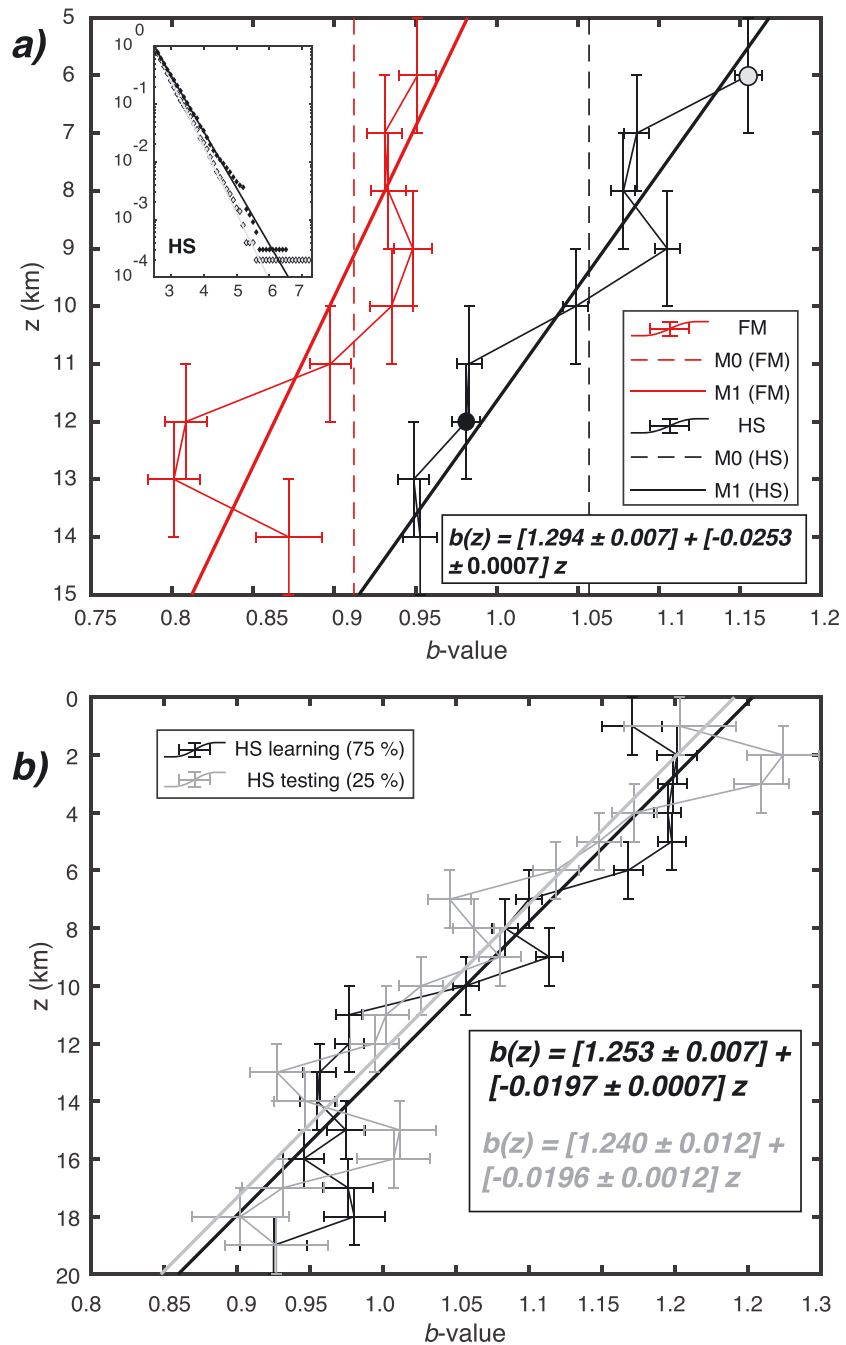 a)
5
6
7
8
9
10
11
12
13
14
15
z (km)
10 0
10 -1
10 -2
10 -3
10 -4
HS
3 4 5 6 7
FM
M0 (FM)
M1 (FM)
HS
M0 (HS)
M1 (HS)
b(z) = [1.294 ± 0.007] + [-0.0253
± 0.0007] z
0.75 0.8 0.85 0.9 0.95 1.0 1.05 1.1 1.15 1.2
b-value
b)
0
2
4
6
8
10
12
14
16
18
20
z (km)
HS learning (75 %)
HS testing (25 %)
b(z) = [1.253 ± 0.007] +
[-0.0197 ± 0.0007] z
b(z) = [1.240 ± 0.012] +
[-0.0196 ± 0.0012] z
0.8 0.85 0.9 0.95 1.0 1.05 1.1 1.15 1.2 1.2 1.3
b-value